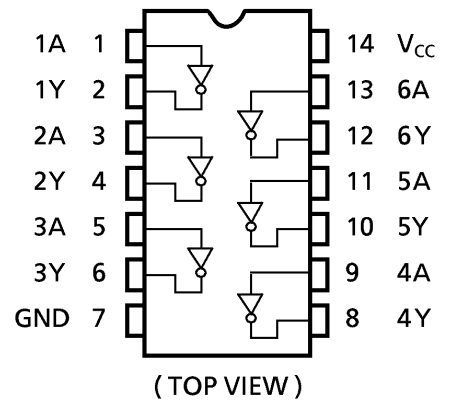 1A 1 14 VCC
1Y 2 13 6A
2A 3 12 6Y
2Y 4 11 5A
3A 5 10 5Y
3Y 6 9 4A
GND 7 8 4Y
( TOP VIEW )